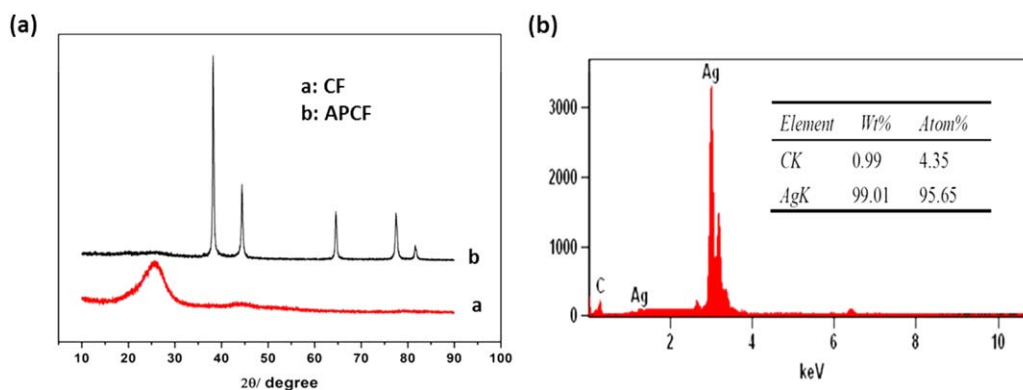 (a)
a: CF
b: APCF
b
a
10 20 30 40 50 60 70 80 90 100
2θ/ degree
(b)
Ag
3000
2000
1000
0
C
Ag
Element Wt% Atom%
CK 0.99 4.35
AgK 99.01 95.65
2 4 6 8 10
keV